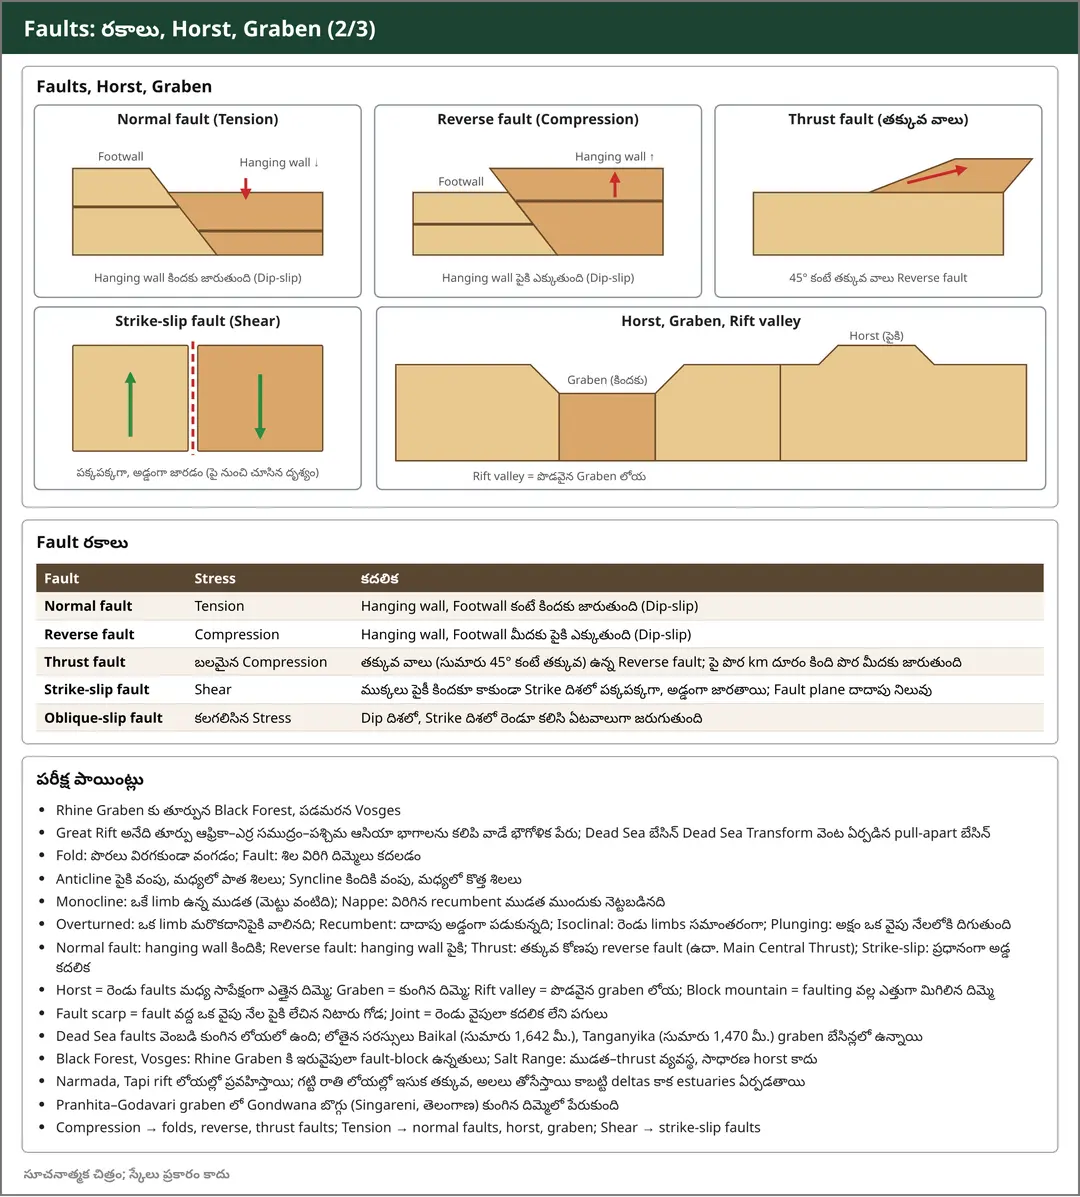 Faults: రకాలు, Horst, Graben (2/3)
Faults, Horst, Graben
Normal fault (Tension)
Footwall
Hanging wall ↓
Hanging wall కిందకు జారుతుంది (Dip-slip)
Reverse fault (Compression)
Hanging wall ↑
Footwall
Hanging wall పైకి ఎక్కుతుంది (Dip-slip)
Thrust fault (తక్కువ వాలు)
45° కంటే తక్కువ వాలు Reverse fault
Strike-slip fault (Shear)
పక్కపక్కగా, అడ్డంగా జారడం (పై నుంచి చూసిన దృశ్యం)
Horst, Graben, Rift valley
Horst (పైకి)
Graben (కిందకు)
Rift valley = పొడవైన Graben లోయ
Fault రకాలు
Fault Stress కదలిక
Normal fault Tension Hanging wall, Footwall కంటే కిందకు జారుతుంది (Dip-slip)
Reverse fault Compression Hanging wall, Footwall మీదకు పైకి ఎక్కుతుంది (Dip-slip)
Thrust fault బలమైన Compression తక్కువ వాలు (సుమారు 45° కంటే తక్కువ) ఉన్న Reverse fault; పై పొర km దూరం కింది పొర మీదకు జారుతుంది
Strike-slip fault Shear ముక్కలు పైకీ కిందకూ కాకుండా Strike దిశలో పక్కపక్కగా, అడ్డంగా జారతాయి; Fault plane దాదాపు నిలువు
Oblique-slip fault కలగలిసిన Stress Dip దిశలో, Strike దిశలో రెండూ కలిసి ఏటవాలుగా జరుగుతుంది
పరీక్ష పాయింట్లు
• Rhine Graben కు తూర్పున Black Forest, పడమరన Vosges
• Great Rift అనేది తూర్పు ఆఫ్రికా–ఎర్ర సముద్రం–పశ్చిమ ఆసియా భాగాలను కలిపి వాడే భౌగోళిక పేరు; Dead Sea బేసిన్ Dead Sea Transform వెంట ఏర్పడిన pull-apart బేసిన్
• Fold: పొరలు విరగకుండా వంగడం; Fault: శిల విరిగి దిమ్మెలు కదలడం
• Anticline పైకి వంపు, మధ్యలో పాత శిలలు; Syncline కిందికి వంపు, మధ్యలో కొత్త శిలలు
• Monocline: ఒకే limb ఉన్న ముడత (మెట్టు వంటిది); Nappe: విరిగిన recumbent ముడత ముందుకు నెట్టబడినది
• Overturned: ఒక limb మరొకదానిపైకి వాలినది; Recumbent: దాదాపు అడ్డంగా పడుకున్నది; Isoclinal: రెండు limbs సమాంతరంగా; Plunging: అక్షం ఒక వైపు నేలలోకి దిగుతుంది
• Normal fault: hanging wall కిందికి; Reverse fault: hanging wall పైకి; Thrust: తక్కువ కోణపు reverse fault (ఉదా. Main Central Thrust); Strike-slip: ప్రధానంగా అడ్డ
కదలిక
• Horst = రెండు faults మధ్య సాపేక్షంగా ఎత్తైన దిమ్మె; Graben = కుంగిన దిమ్మె; Rift valley = పొడవైన graben లోయ; Block mountain = faulting వల్ల ఎత్తుగా మిగిలిన దిమ్మె
• Fault scarp = fault వద్ద ఒక వైపు నేల పైకి లేచిన నిటారు గోడ; Joint = రెండు వైపులా కదలిక లేని పగులు
• Dead Sea faults వెంబడి కుంగిన లోయలో ఉంది; లోతైన సరస్సులు Baikal (సుమారు 1,642 మీ.), Tanganyika (సుమారు 1,470 మీ.) graben బేసిన్లలో ఉన్నాయి
• Black Forest, Vosges: Rhine Graben కి ఇరువైపులా fault-block ఉన్నతులు; Salt Range: ముడత–thrust వ్యవస్థ, సాధారణ horst కాదు
• Narmada, Tapi rift లోయల్లో ప్రవహిస్తాయి; గట్టి రాతి లోయల్లో ఇసుక తక్కువ, అలలు తోసేస్తాయి కాబట్టి deltas కాక estuaries ఏర్పడతాయి
• Pranhita–Godavari graben లో Gondwana బొగ్గు (Singareni, తెలంగాణ) కుంగిన దిమ్మెలో పేరుకుంది
• Compression → folds, reverse, thrust faults; Tension → normal faults, horst, graben; Shear → strike-slip faults
సూచనాత్మక చిత్రం; స్కేలు ప్రకారం కాదు